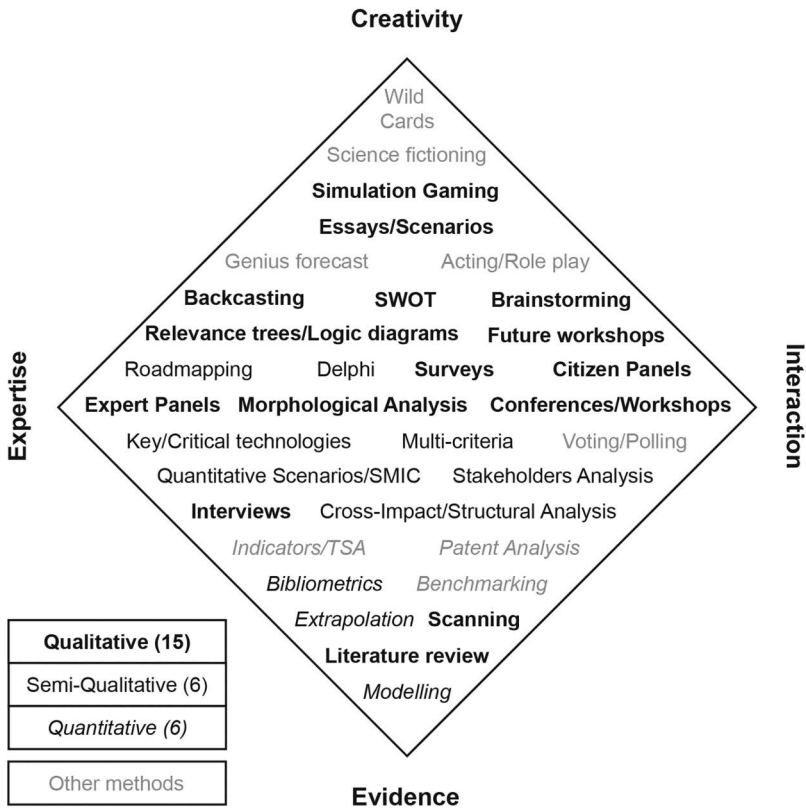 Creativity
Wild
Cards
Science fictioning
Simulation Gaming
Essays/Scenarios
Genius forecast Acting/Role play
Backcasting SWOT Brainstorming
Relevance trees/Logic diagrams Future workshops
Roadmapping Delphi Surveys Citizen Panels
Expert Panels Morphological Analysis Conferences/Workshops
Key/Critical technologies Multi-criteria Voting/Polling
Quantitative Scenarios/SMIC Stakeholders Analysis
Interviews Cross-Impact/Structural Analysis
Indicators/TSA Patent Analysis
Bibliometrics Benchmarking
Extrapolation Scanning
Literature review
Modelling
Evidence
Expertise
Interaction
Qualitative (15)
Semi-Qualitative (6)
Quantitative (6)
Other methods